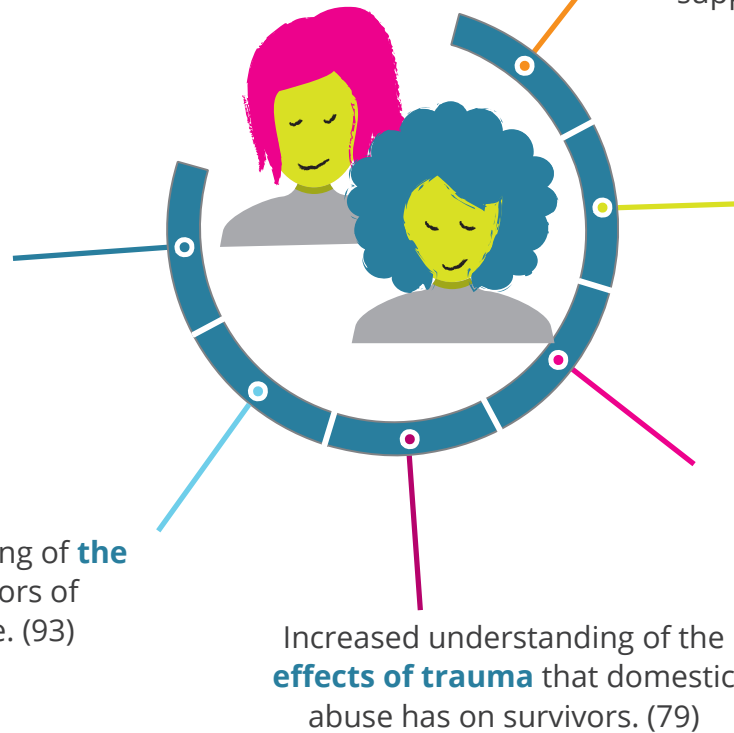 supp
ng of the
ors of
e. (93)
Increased understanding of the
effects of trauma that domestic
abuse has on survivors. (79)